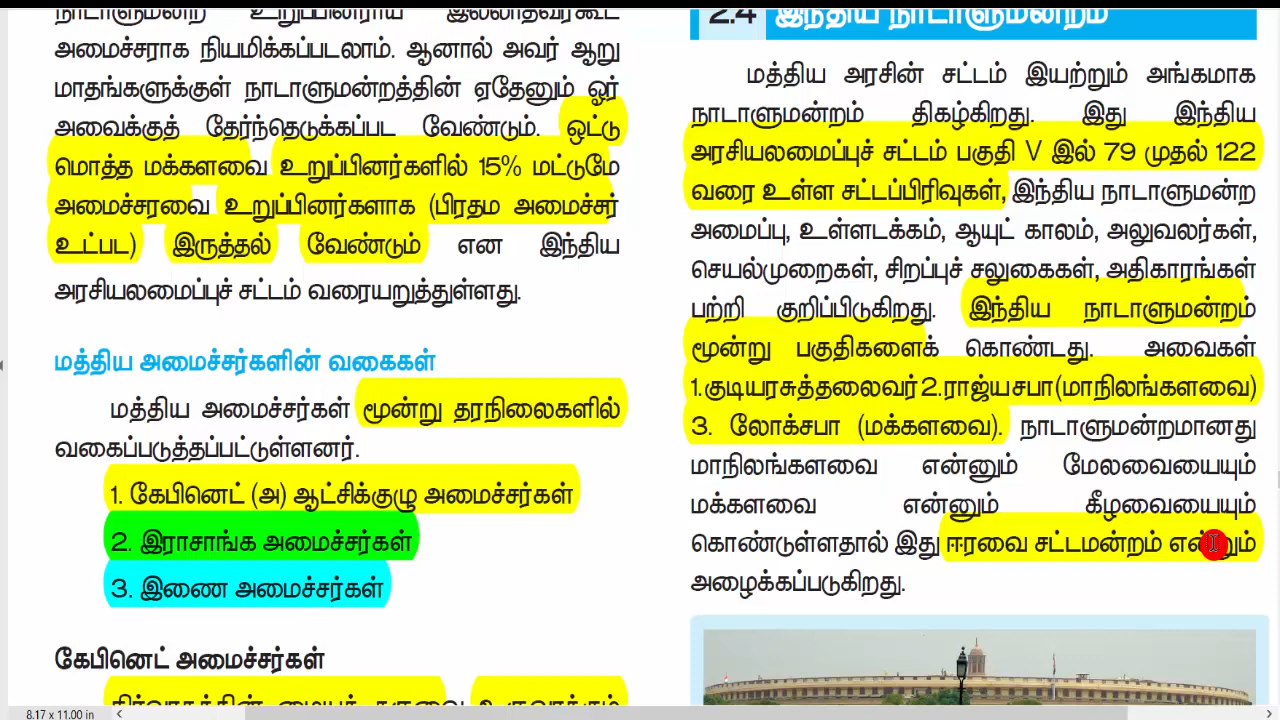 நாடாளுமன்ற உறுப்பினராய் இல்லாதவர்கூட
அமைச்சராக நியமிக்கப்படலாம். ஆனால் அவர் ஆறு
மாதங்களுக்குள் நாடாளுமன்றத்தின் ஏதேனும் ஓர்
அவைக்குத் தேர்ந்தெடுக்கப்பட வேண்டும். ஒட்டு
மொத்த மக்களவை உறுப்பினர்களில் 15% மட்டுமே
அமைச்சரவை உறுப்பினர்களாக (பிரதம அமைச்சர்
உட்பட) இருத்தல் வேண்டும் என இந்திய
அரசியலமைப்புச் சட்டம் வரையறுத்துள்ளது.
மத்திய அமைச்சர்களின் வகைகள்
மத்திய அமைச்சர்கள் மூன்று தரநிலைகளில்
வகைப்படுத்தப்பட்டுள்ளனர்.
1. கேபினெட் (அ) ஆட்சிக்குழு அமைச்சர்கள்
2. இராசாங்க அமைச்சர்கள்
3. இணை அமைச்சர்கள்
கேபினெட் அமைச்சர்கள்
2.4 இந்திய நாடாளுமன்றம்
மத்திய அரசின் சட்டம் இயற்றும் அங்கமாக
நாடாளுமன்றம் திகழ்கிறது. இது இந்திய
அரசியலமைப்புச் சட்டம் பகுதி V இல் 79 முதல் 122
வரை உள்ள சட்டப்பிரிவுகள், இந்திய நாடாளுமன்ற
அமைப்பு, உள்ளடக்கம், ஆயுட் காலம், அலுவலர்கள்,
செயல்முறைகள், சிறப்புச் சலுகைகள், அதிகாரங்கள்
பற்றி குறிப்பிடுகிறது. இந்திய நாடாளுமன்றம்
மூன்று பகுதிகளைக் கொண்டது. அவைகள்
1.குடியரசுத்தலைவர் 2.ராஜ்யசபா (மாநிலங்களவை)
3. லோக்சபா (மக்களவை). நாடாளுமன்றமானது
மாநிலங்களவை என்னும் மேலவையையும்
மக்களவை என்னும் கீழவையையும்
கொண்டுள்ளதால் இது ஈரவை சட்டமன்றம் என்றும்
அழைக்கப்படுகிறது.
8.17 x 11.00 in